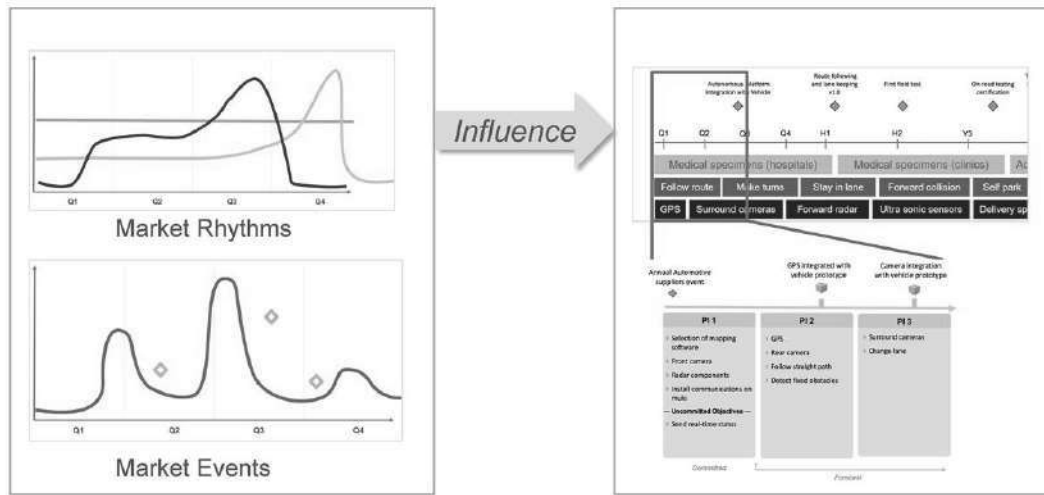 Q1
Q2
Q3
Q4
Market Rhythms
Q1
Q2
Q3
Q4
Market Events
Influence
Autonomous Platform
Integration with Vehicle
Route following
and lane keeping
v1.0
First field test
On-road testing
certification
Q1
Q2
Q3
Q4
H1
H2
Y3
Medical specimens (hospitals)
Medical specimens (clinics)
Follow route
Make turns
Stay in lane
Forward collision
Self park
GPS
Surround cameras
Forward radar
Ultra sonic sensors
Delivery sp
Annual Automotive
suppliers event
GPS integrated with
vehicle prototype
Camera integration
with vehicle prototype
PI 1
Selection of mapping
software
Front camera
Radar components
Install communications on
mule
— Uncommitted Objectives —
Send real-time status
PI 2
GPS
Rear camera
Follow straight path
Detect fixed obstacles
PI 3
Surround cameras
Change lane
Committed
Forecast